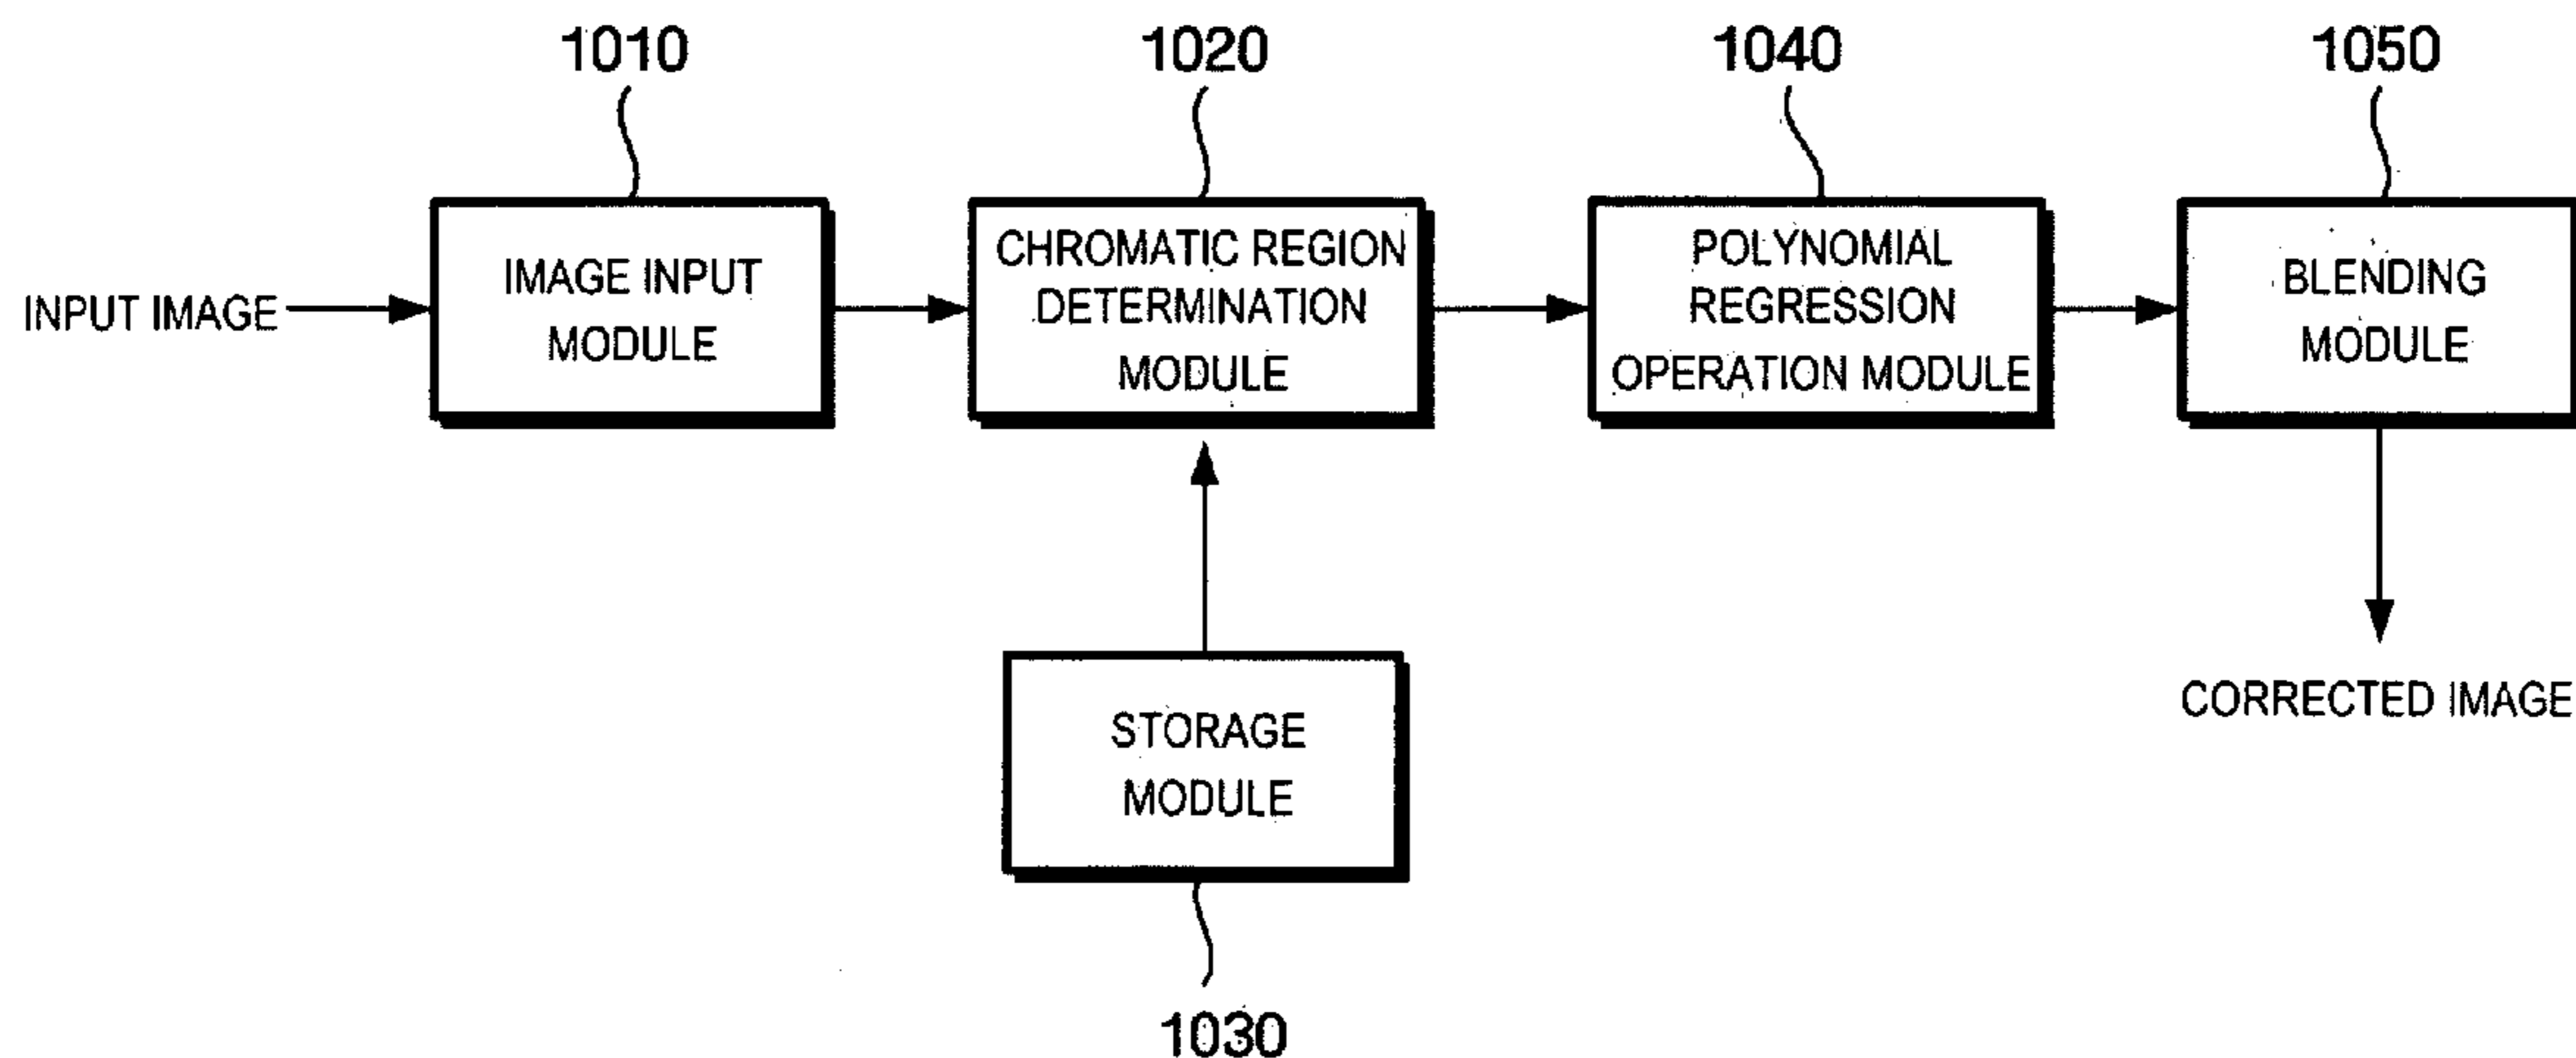 1010
1020
1040
1050
INPUT IMAGE
IMAGE INPUT
MODULE
CHROMATIC REGION
DETERMINATION
MODULE
POLYNOMIAL
REGRESSION
OPERATION MODULE
BLENDING
MODULE
STORAGE
MODULE
CORRECTED IMAGE
1030